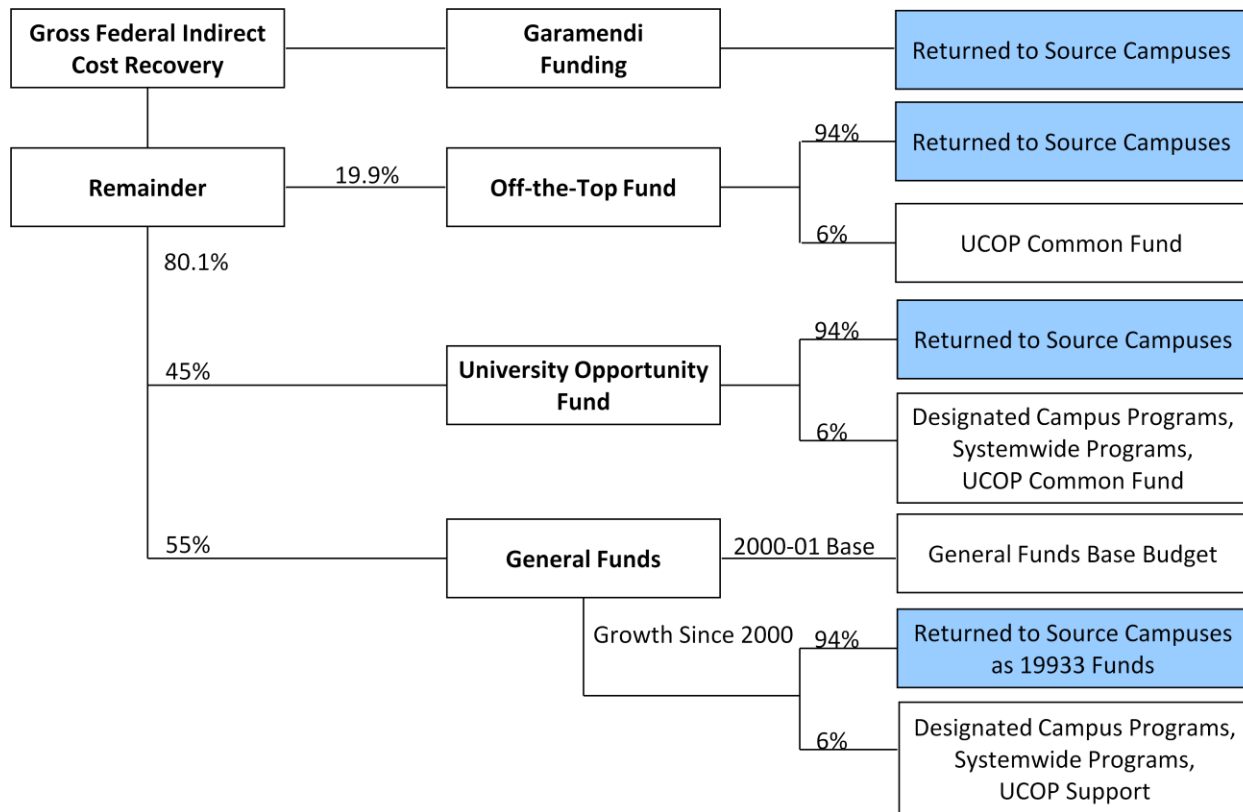 Gross Federal Indirect
Cost Recovery
Garamendi
Funding
Returned to Source Campuses
94%
Returned to Source Campuses
Remainder
19.9%
Off-the-Top Fund
6%
UCOP Common Fund
80.1%
94%
Returned to Source Campuses
45%
University Opportunity
Fund
6%
Designated Campus Programs,
Systemwide Programs,
UCOP Common Fund
55%
General Funds
2000-01 Base
General Funds Base Budget
Growth Since 2000
94%
Returned to Source Campuses
as 19933 Funds
6%
Designated Campus Programs,
Systemwide Programs,
UCOP Support